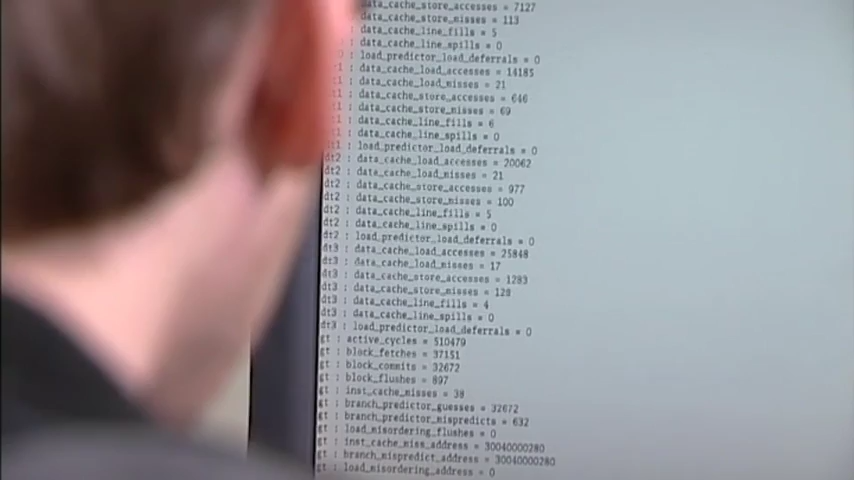 data_cache_store_accesses = 7127
data_cache_store_misses = 113
data_cache_line_fills = 5
data_cache_line_spills = 0
load_predictor_load_deferrals = 0
: data_cache_load_accesses = 14185
: data_cache_load_misses = 21
: data_cache_store_accesses = 646
: data_cache_store_misses = 69
: data_cache_line_fills = 6
: data_cache_line_spills = 0
: load_predictor_load_deferrals = 0
dt2 : data_cache_load_accesses = 20062
dt2 : data_cache_load_misses = 21
dt2 : data_cache_store_accesses = 977
dt2 : data_cache_store_misses = 100
dt2 : data_cache_line_fills = 5
dt2 : data_cache_line_spills = 0
dt2 : load_predictor_load_deferrals = 0
dt3 : data_cache_load_accesses = 25848
dt3 : data_cache_load_misses = 17
dt3 : data_cache_store_accesses = 1283
dt3 : data_cache_store_misses = 128
dt3 : data_cache_line_fills = 4
dt3 : data_cache_line_spills = 0
dt3 : load_predictor_load_deferrals = 0
gt : active_cycles = 510479
gt : block_fetches = 37151
gt : block_commits = 32672
gt : block_flushes = 897
gt : inst_cache_misses = 38
gt : branch_predictor_guesses = 32672
gt : branch_predictor_mispredicts = 632
gt : load_misordering_flushes = 0
gt : inst_cache_miss_address = 30040000280
gt : branch_mispredict_address = 30040000280
gt : load_misordering_address = 0